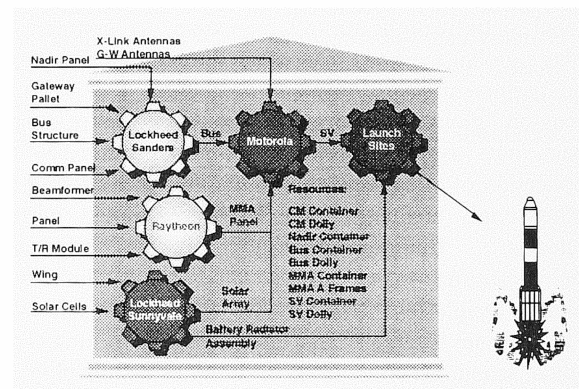 X-Link Antennas
G-W Antennas
Nadir Panel
Gateway
Pallet
Bus
Structure
Comm Panel
Lockheed
Sanders
Bus
Motorola
SV
Launch
Sites
Beamformer
Panel
T/R Module
Raytheon
MMA
Panel
Wing
Solar Cells
Lockheed
Sunnyvale
Solar
Array
Battery Radiator
Assembly
Resources:
CM Container
CM Dolly
Nadir Container
Bus Container
Bus Dolly
MMA Container
MMA A Frames
SV Container
SV Dolly